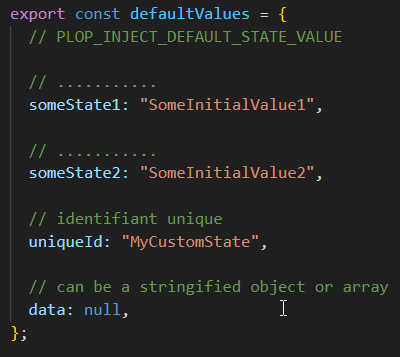 export const defaultValues = {
// PLOP_INJECT_DEFAULT_STATE_VALUE
// ...........
someState1: "SomeInitialValue1",
// ...........
someState2: "SomeInitialValue2",
// identifiant unique
uniqueId: "MyCustomState",
// can be a stringified object or array
data: null,
};